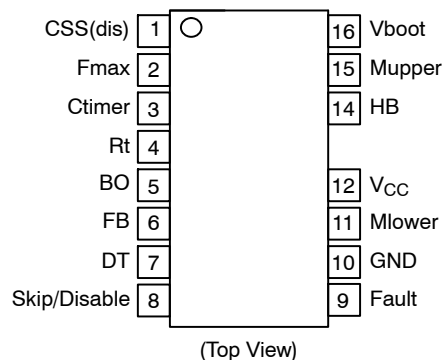 CSS(dis) 1 16 Vboot
Fmax 2 15 Mupper
Ctimer 3 14 HB
Rt 4
BO 5 12 VCC
FB 6 11 Mlower
DT 7 10 GND
Skip/Disable 8 9 Fault
(Top View)